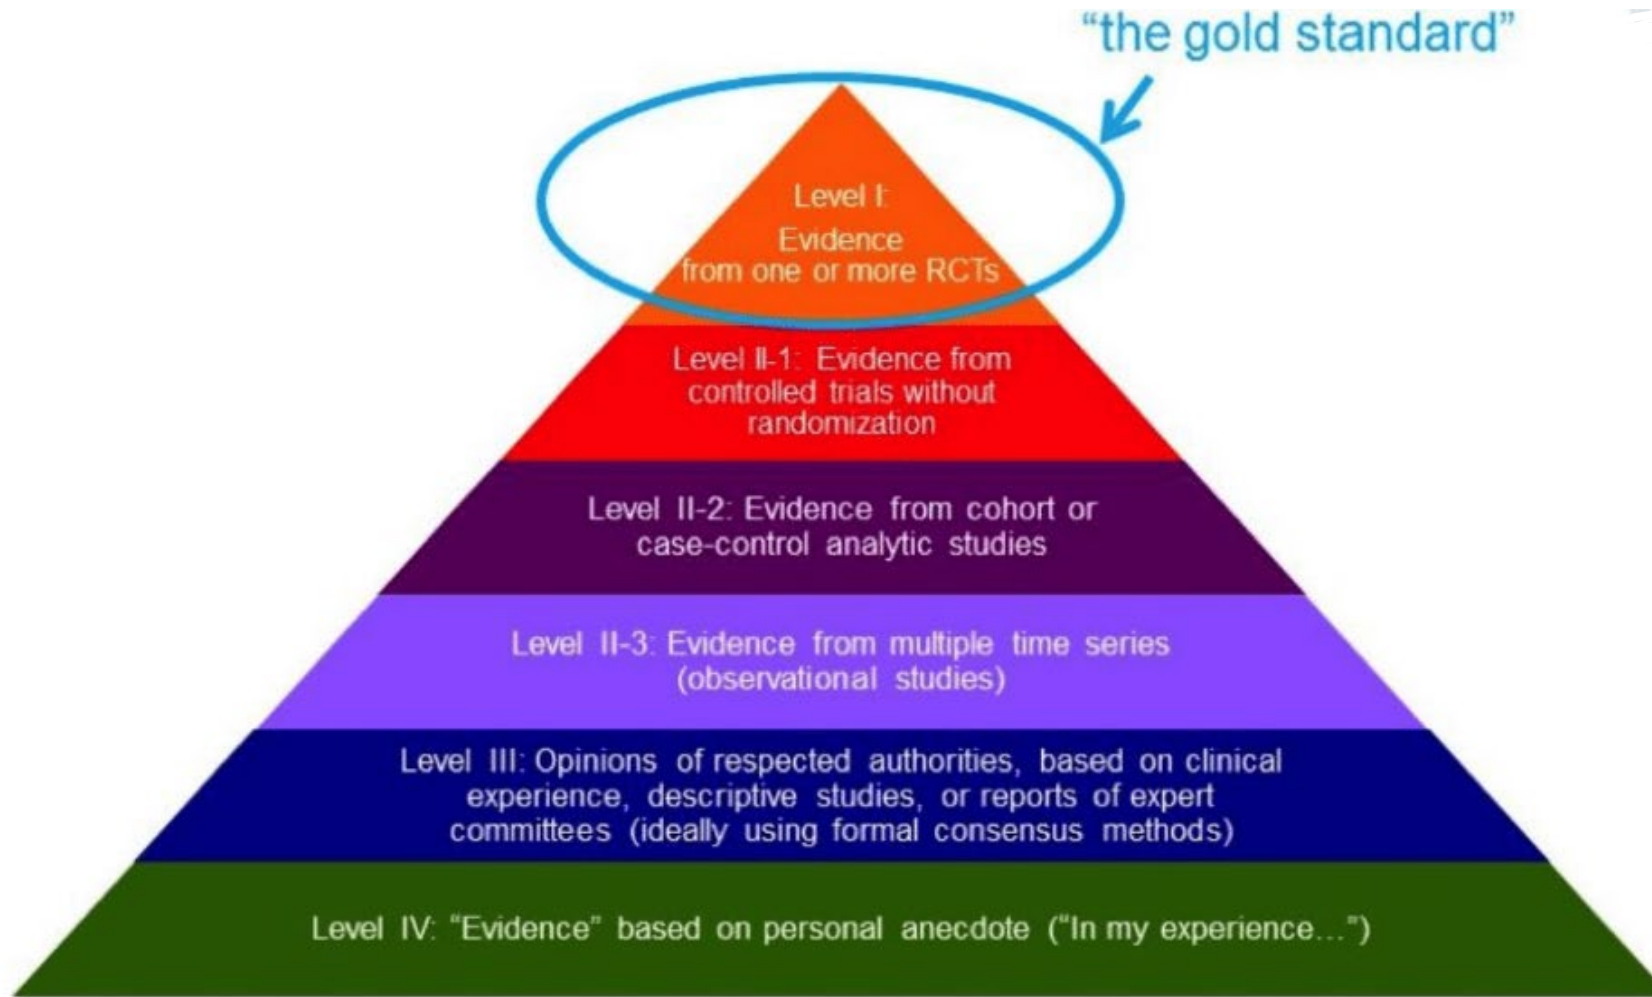 “the gold standard”
Level I:
Evidence
from one or more RCTs
Level II-1: Evidence from
controlled trials without
randomization
Level II-2: Evidence from cohort or
case-control analytic studies
Level II-3: Evidence from multiple time series
(observational studies)
Level III: Opinions of respected authorities, based on clinical
experience, descriptive studies, or reports of expert
committees (ideally using formal consensus methods)
Level IV: “Evidence” based on personal anecdote (“In my experience…”)